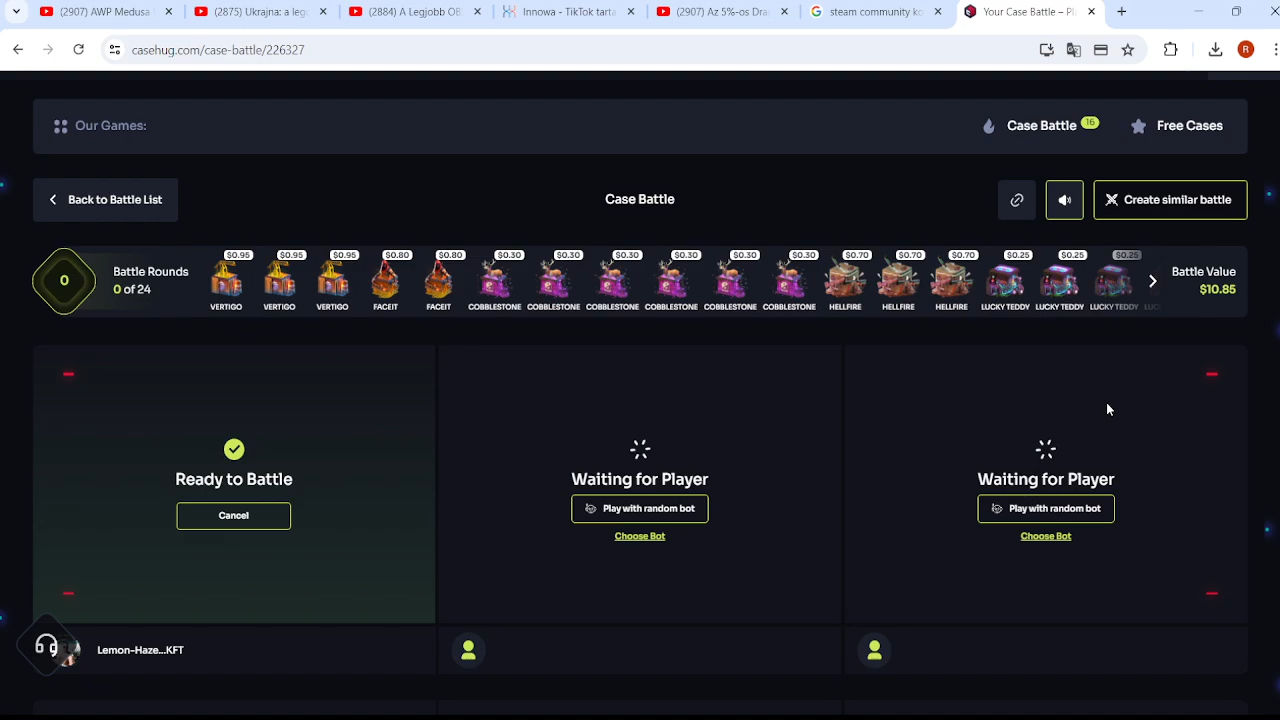 (2907) AWP Medusa
(2875) Ukrajna: a leg
(2884) A Legjobb OB
Innowa - TikTok tarta
(2907) Az 5%-os Dra
steam community ko
Your Case Battle – Pl
casehug.com/case-battle/226327
R
Our Games:
Case Battle 16
Free Cases
Back to Battle List
Case Battle
Create similar battle
0
Battle Rounds
0 of 24
$0.95 $0.95 $0.95 $0.80 $0.80 $0.30 $0.30 $0.30 $0.30 $0.30 $0.30 $0.70 $0.70 $0.70 $0.25 $0.25 $0.25
VERTIGO VERTIGO VERTIGO FACEIT FACEIT COBBLESTONE COBBLESTONE COBBLESTONE COBBLESTONE COBBLESTONE COBBLESTONE HELLFIRE HELLFIRE HELLFIRE LUCKY TEDDY LUCKY TEDDY LUCKY TEDDY
Battle Value
$10.85
Ready to Battle
Cancel
Waiting for Player
Play with random bot
Choose Bot
Waiting for Player
Play with random bot
Choose Bot
Lemon-Haze...KFT